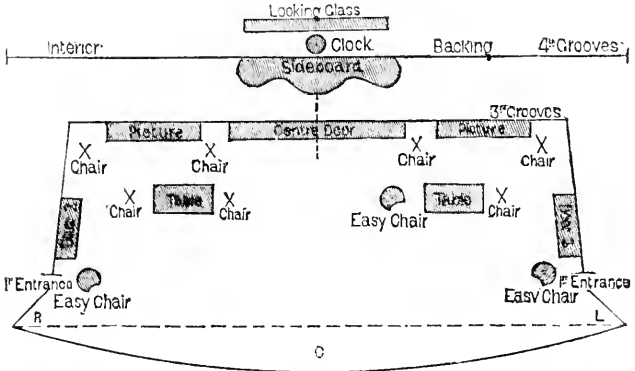 Looking Glass
Clock.
Interior Backing 4th Grooves
Sideboard
3rd Grooves
Picture Centre Door Picture
X X X X
Chair Chair Chair Chair
X Table X Table X
Chair Chair Easy Chair Chair
1st Entrance Easy Chair Easy Chair 1st Entrance
R L
C